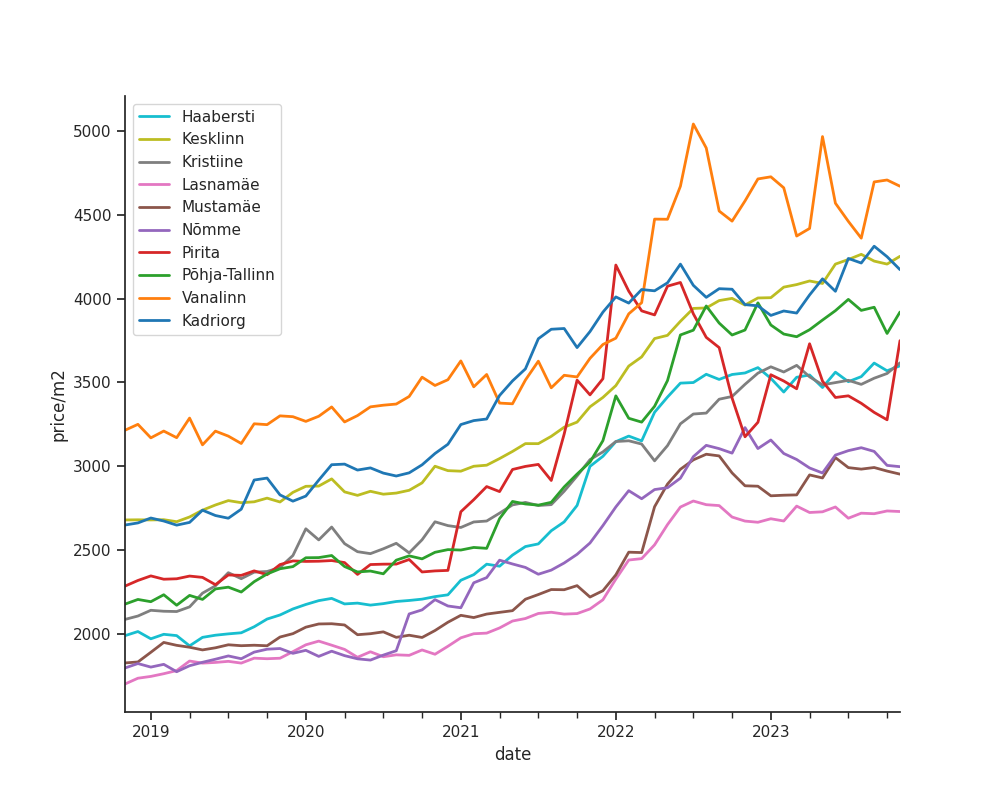 Haabersti
Kesklinn
Kristiine
Lasnamäe
Mustamäe
Nõmme
Pirita
Põhja-Tallinn
Vanalinn
Kadriorg
price/m2
5000
4500
4000
3500
3000
2500
2000
2019 2020 2021 2022 2023
date